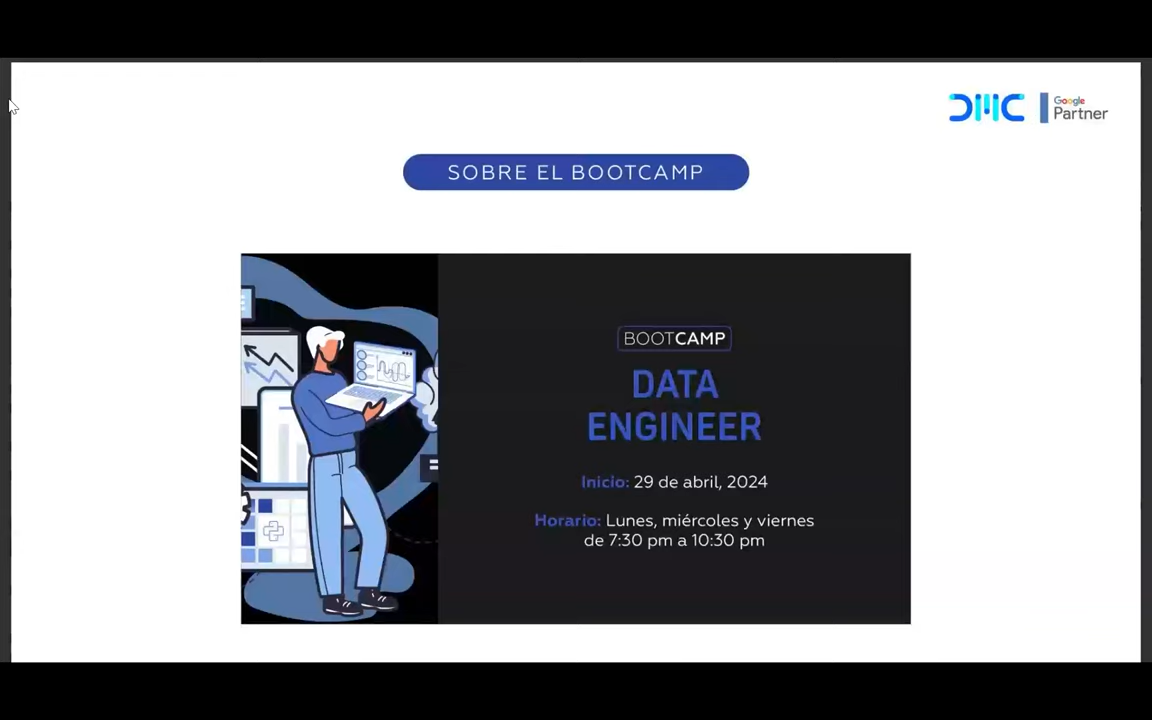 DMC
Google
Partner
SOBRE EL BOOTCAMP
BOOTCAMP
DATA
ENGINEER
Inicio: 29 de abril, 2024
Horario: Lunes, miércoles y viernes
de 7:30 pm a 10:30 pm